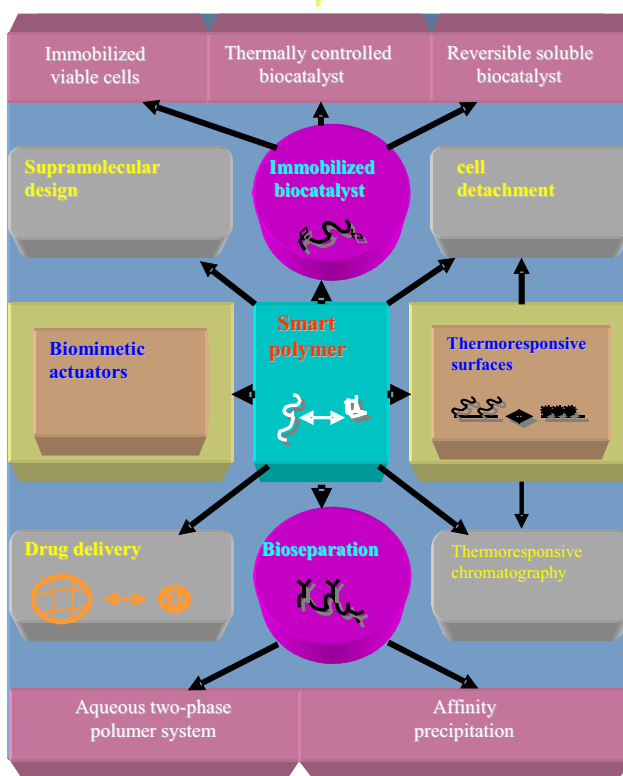 Immobilized
viable cells
Thermally controlled
biocatalyst
Reversible soluble
biocatalyst
Supramolecular
design
Immobilized
biocatalyst
cell
detachment
Biomimetic
actuators
Smart
polymer
Thermoresponsive
surfaces
Drug delivery
Bioseparation
Thermoresponsive
chromatography
Aqueous two-phase
polumer system
Affinity
precipitation